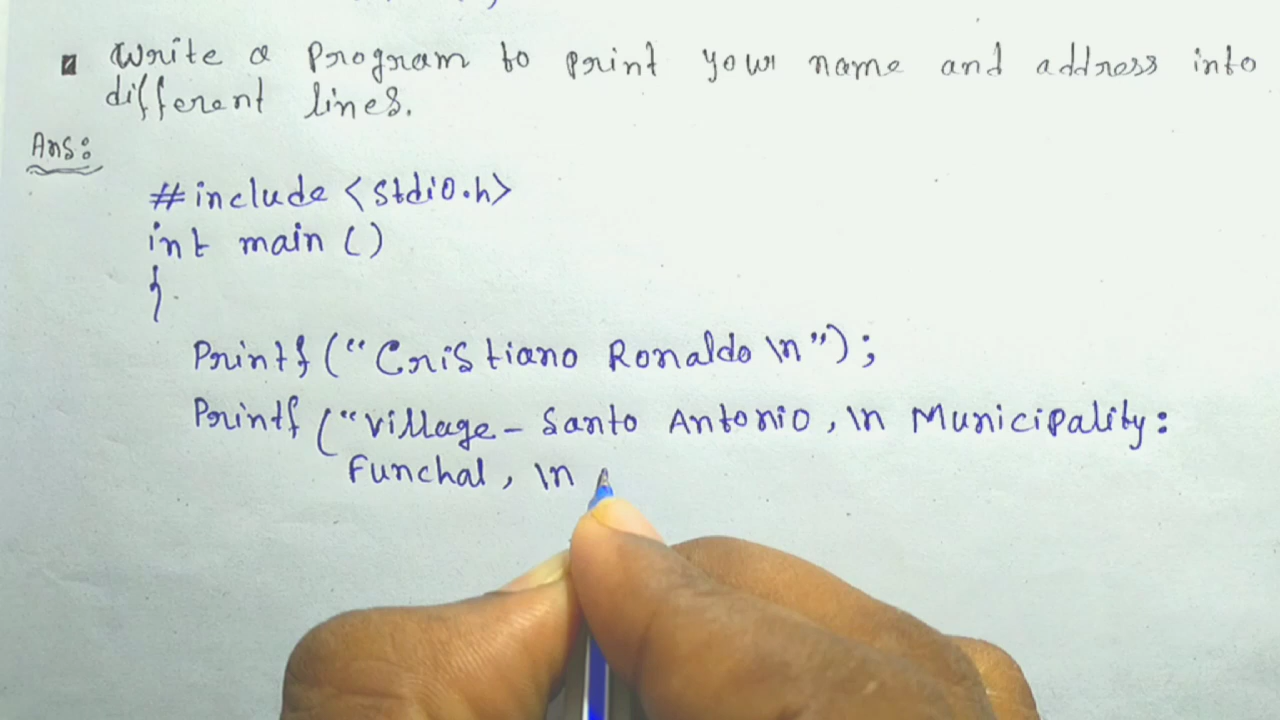 Write a Program to print your name and address into
different lines.
Ans:
#include <stdio.h>
int main ()
{
Printf ("Cristiano Ronaldo \n");
Printf ("Village - Santo Antonio, \n Municipality:
Funchal, \n